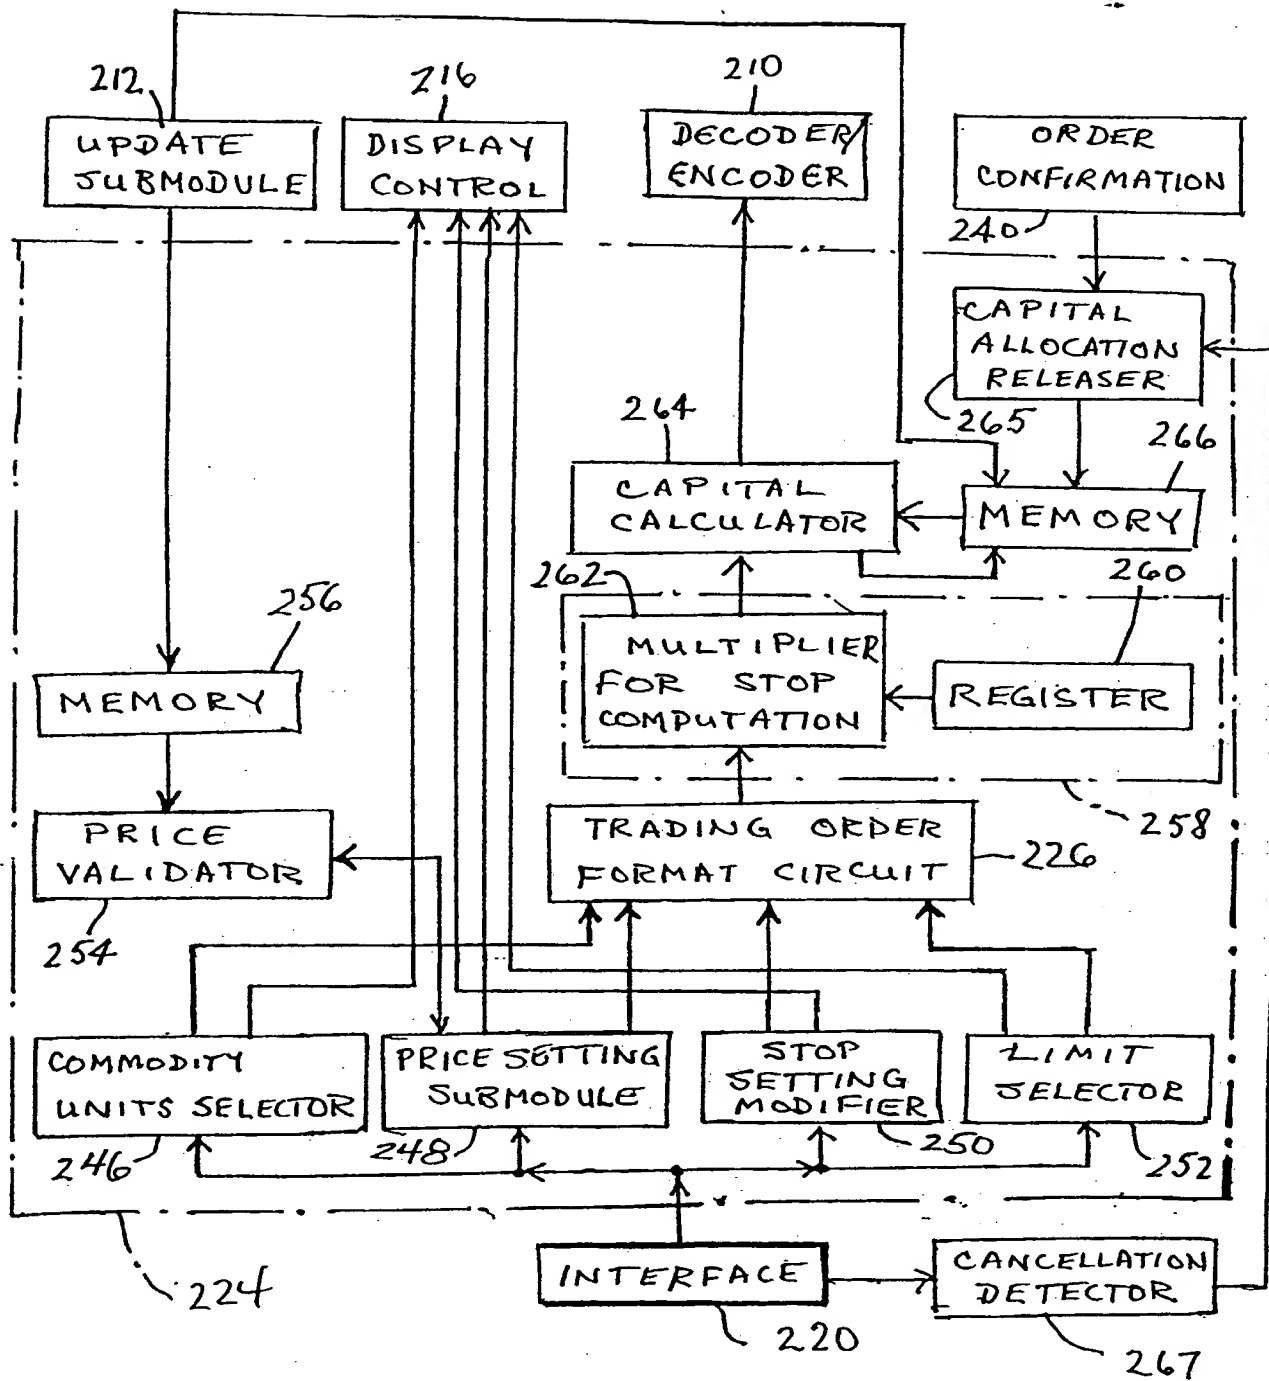 212
216
210
UPDATE
SUBMODULE
DISPLAY
CONTROL
DECODER/
ENCODER
ORDER
CONFIRMATION
240
CAPITAL
ALLOCATION
RELEASER
265
264
266
CAPITAL
CALCULATOR
MEMORY
262
260
256
MULTIPLIER
FOR STOP
COMPUTATION
REGISTER
MEMORY
258
PRICE
VALIDATOR
254
TRADING ORDER
FORMAT CIRCUIT
226
COMMODITY
UNITS SELECTOR
246
PRICE SETTING
SUBMODULE
248
STOP
SETTING
MODIFIER
250
LIMIT
SELECTOR
252
224
INTERFACE
220
CANCELLATION
DETECTOR
267